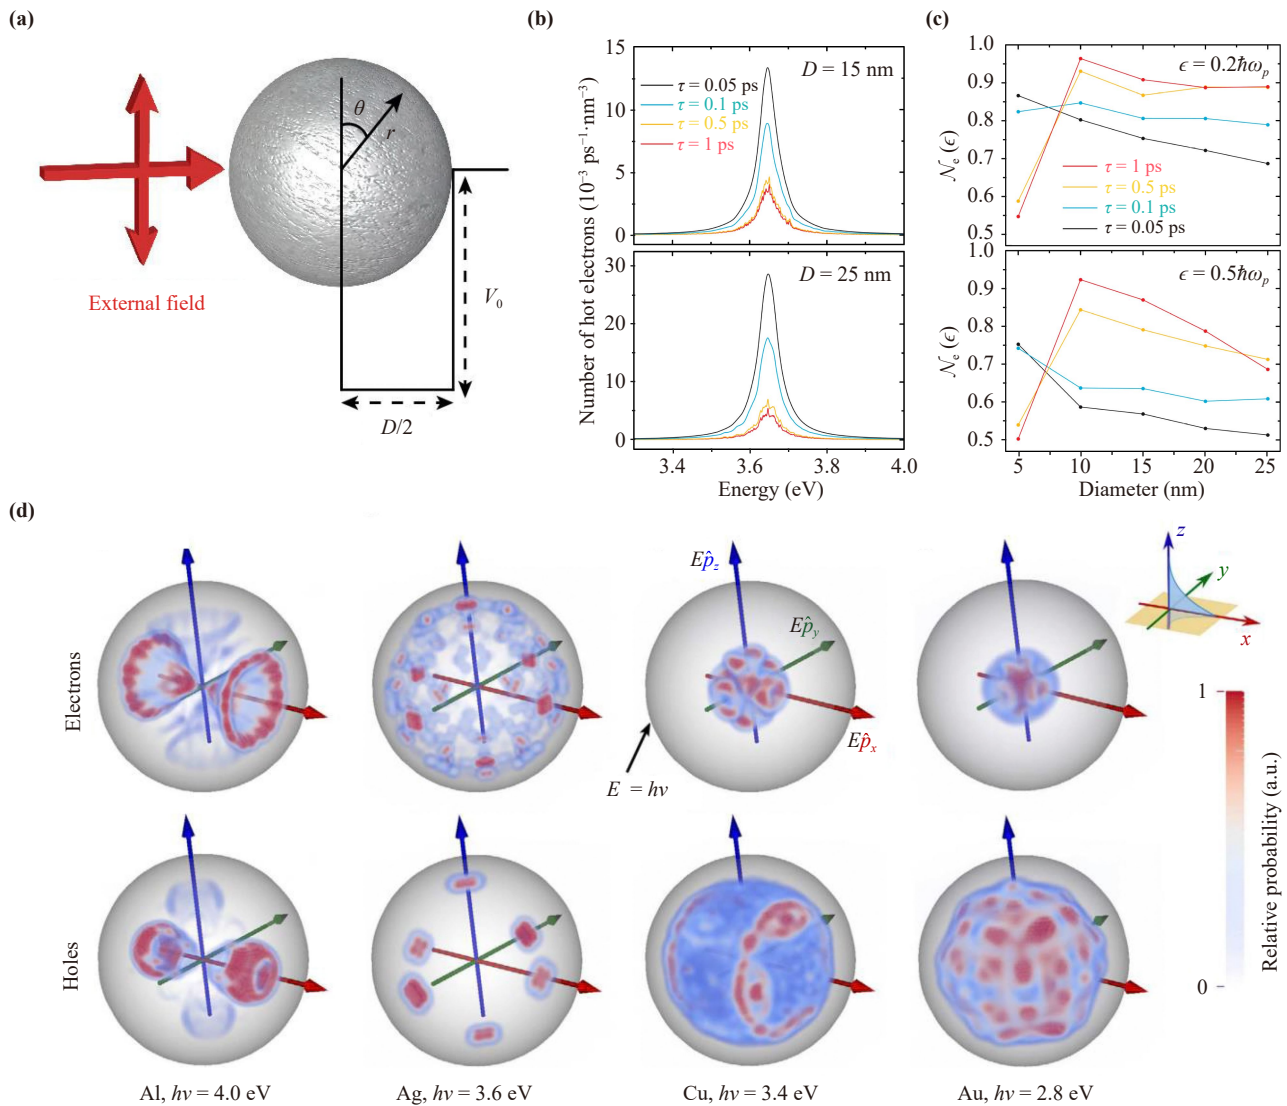 (a)
θ
r
V₀
External field
D/2
(b)
15
D = 15 nm
τ = 0.05 ps
τ = 0.1 ps
τ = 0.5 ps
τ = 1 ps
10
5
0
30
D = 25 nm
20
10
0
3.4 3.6 3.8 4.0
Energy (eV)
Number of hot electrons (10⁻³ ps⁻¹·nm⁻³)
(c)
1.0
ϵ = 0.2ħωₚ
0.9
0.8
0.7
0.6
0.5
𝒩ₑ(ϵ)
τ = 1 ps
τ = 0.5 ps
τ = 0.1 ps
τ = 0.05 ps
ϵ = 0.5ħωₚ
0.9
0.8
0.7
0.6
0.5
𝒩ₑ(ϵ)
5 10 15 20 25
Diameter (nm)
(d)
Electrons
Ep̂_z
Ep̂_y
Ep̂_x
E = hν
z
y
x
1
0
Relative probability (a.u.)
Holes
Al, hν = 4.0 eV
Ag, hν = 3.6 eV
Cu, hν = 3.4 eV
Au, hν = 2.8 eV